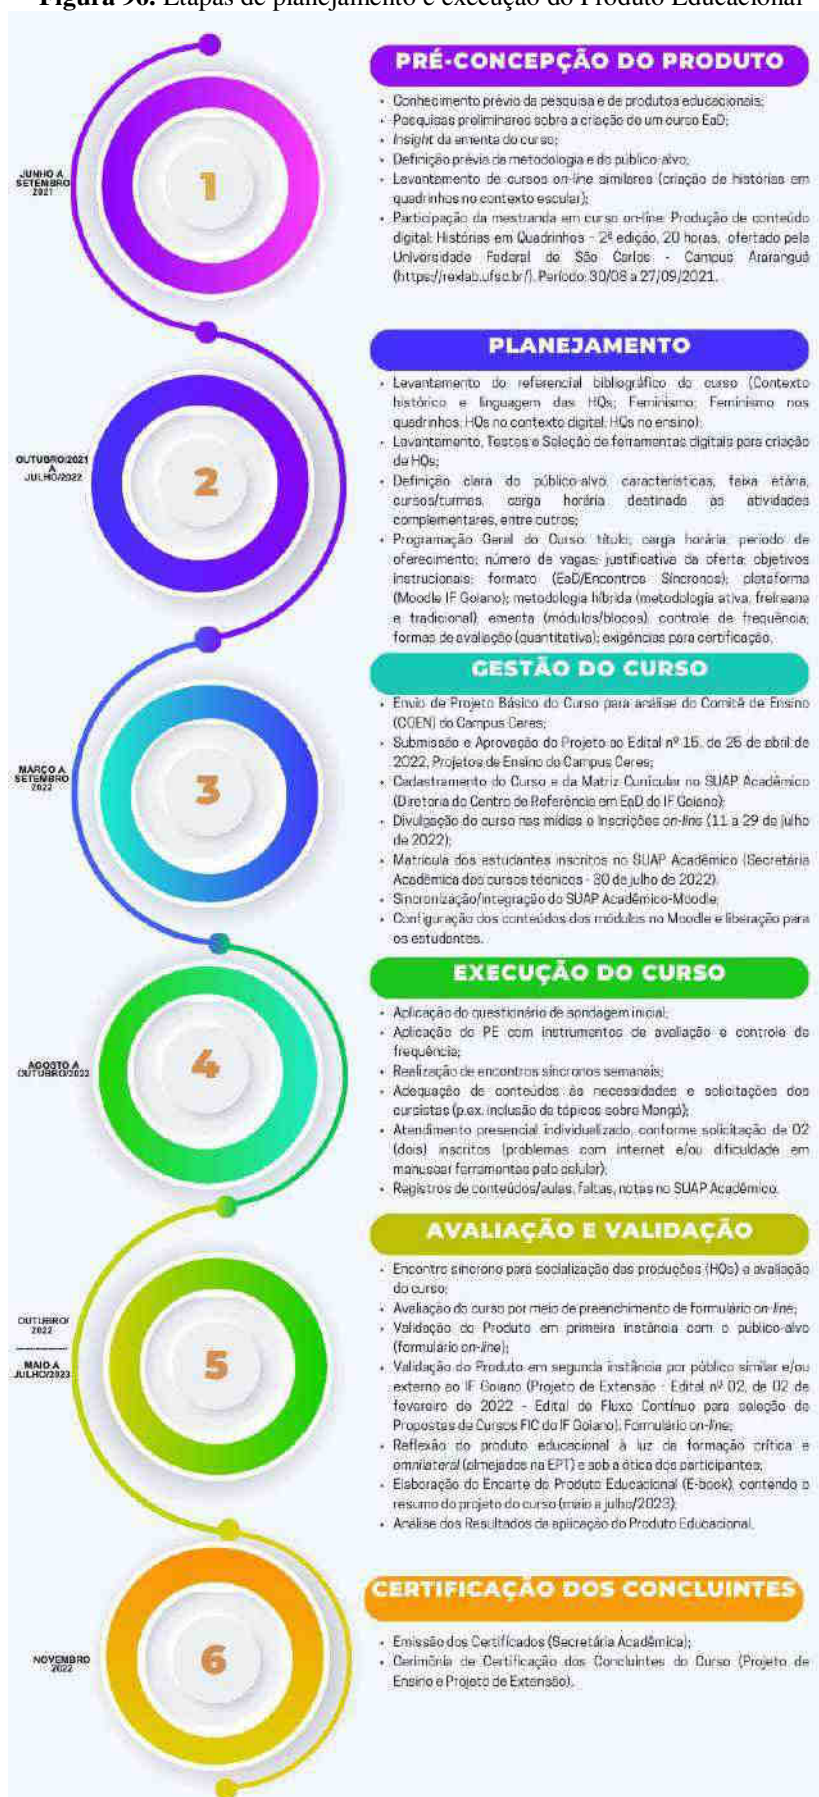 Figura 96. Etapas de planejamento e execução do Produto Educacional
JUNHO A
SETEMBRO
2021
1
PRÉ-CONCEPÇÃO DO PRODUTO
• Conhecimento prévio da pesquisa e de produtos educacionais;
• Pesquisas preliminares sobre a criação de um curso EaD;
• Insight da ementa do curso;
• Definição prévia da metodologia e do público-alvo;
• Levantamento de cursos on-line similares (criação de histórias em
quadrinhos no contexto escolar);
• Participação da mestranda em curso on-line: Produção de conteúdo
digital: Histórias em Quadrinhos - 2ª edição, 20 horas, ofertado pela
Universidade Federal de São Carlos - Campus Araranguá
(https://rexlab.ufsc.br/). Período: 30/08 a 27/09/2021.
OUTUBRO/2021
A
JULHO/2022
2
PLANEJAMENTO
• Levantamento do referencial bibliográfico do curso (Contexto
histórico e linguagem das HQs; Feminismo; Feminismo nos
quadrinhos; HQs no contexto digital; HQs no ensino);
• Levantamento, Testes e Seleção de ferramentas digitais para criação
de HQs;
• Definição clara do público-alvo, características, faixa etária,
cursos/turmas, carga horária destinada às atividades
complementares, entre outros;
• Programação Geral do Curso: título; carga horária; período de
oferecimento; número de vagas; justificativa da oferta; objetivos
instrucionais; formato (EaD/Encontros Síncronos); plataforma
(Moodle IF Goiano); metodologia híbrida (metodologia ativa, freireana
e tradicional); ementa (módulos/blocos); controle de frequência;
formas de avaliação (quantitativa); exigências para certificação.
MARÇO A
SETEMBRO
2022
3
GESTÃO DO CURSO
• Envio de Projeto Básico do Curso para análise do Comitê de Ensino
(COEN) do Campus Ceres;
• Submissão e Aprovação do Projeto ao Edital nº 15, de 25 de abril de
2022, Projetos de Ensino do Campus Ceres;
• Cadastramento do Curso e da Matriz Curricular no SUAP Acadêmico
(Diretoria do Centro de Referência em EaD do IF Goiano);
• Divulgação do curso nas mídias e Inscrições on-line (11 a 29 de julho
de 2022);
• Matrícula dos estudantes inscritos no SUAP Acadêmico (Secretária
Acadêmica dos cursos técnicos - 30 de julho de 2022);
• Sincronização/integração do SUAP Acadêmico-Moodle;
• Configuração dos conteúdos dos módulos no Moodle e liberação para
os estudantes.
AGOSTO A
OUTUBRO/2022
4
EXECUÇÃO DO CURSO
• Aplicação do questionário de sondagem inicial;
• Aplicação do PE com instrumentos de avaliação e controle de
frequência;
• Realização de encontros síncronos semanais;
• Adequação de conteúdos às necessidades e solicitações dos
cursistas (p.ex. inclusão de tópicos sobre Mangá);
• Atendimento presencial individualizado, conforme solicitação de 02
(dois) inscritos (problemas com internet e/ou dificuldade em
manusear ferramentas pelo celular);
• Registros de conteúdos/aulas, faltas, notas no SUAP Acadêmico.
OUTUBRO/
2022
MAIO A
JULHO/2023
5
AVALIAÇÃO E VALIDAÇÃO
• Encontro síncrono para socialização das produções (HQs) e avaliação
do curso;
• Avaliação do curso por meio de preenchimento de formulário on-line;
• Validação do Produto em primeira instância com o público-alvo
(formulário on-line);
• Validação do Produto em segunda instância por público similar e/ou
externo ao IF Goiano (Projeto de Extensão - Edital nº 02, de 02 de
fevereiro de 2022 - Edital de Fluxo Contínuo para seleção de
Propostas de Cursos FIC do IF Goiano). Formulário on-line;
• Reflexão do produto educacional à luz da formação crítica e
omnilateral (almejados na EPT) e sob a ótica dos participantes;
• Elaboração do Encarte do Produto Educacional (E-book), contendo o
resumo do projeto do curso (maio a julho/2023);
• Análise dos Resultados da aplicação do Produto Educacional.
NOVEMBRO
2022
6
CERTIFICAÇÃO DOS CONCLUINTES
• Emissão dos Certificados (Secretária Acadêmica);
• Cerimônia de Certificação dos Concluintes do Curso (Projeto de
Ensino e Projeto de Extensão).